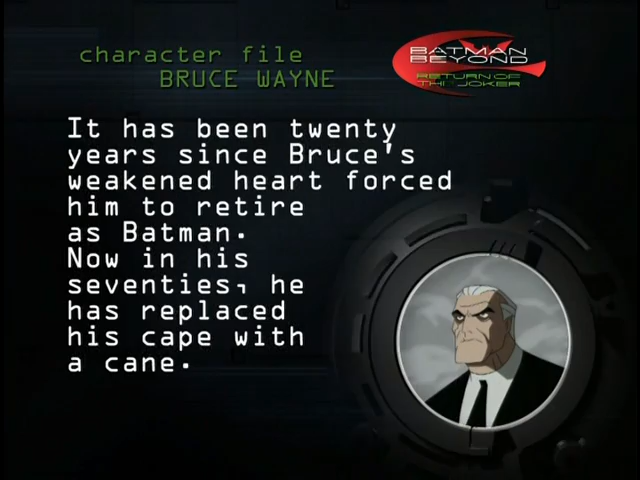 character file
BRUCE WAYNE
BATMAN
BEYOND
RETURN OF
THE JOKER
It has been twenty
years since Bruce's
weakened heart forced
him to retire
as Batman.
Now in his
seventies, he
has replaced
his cape with
a cane.